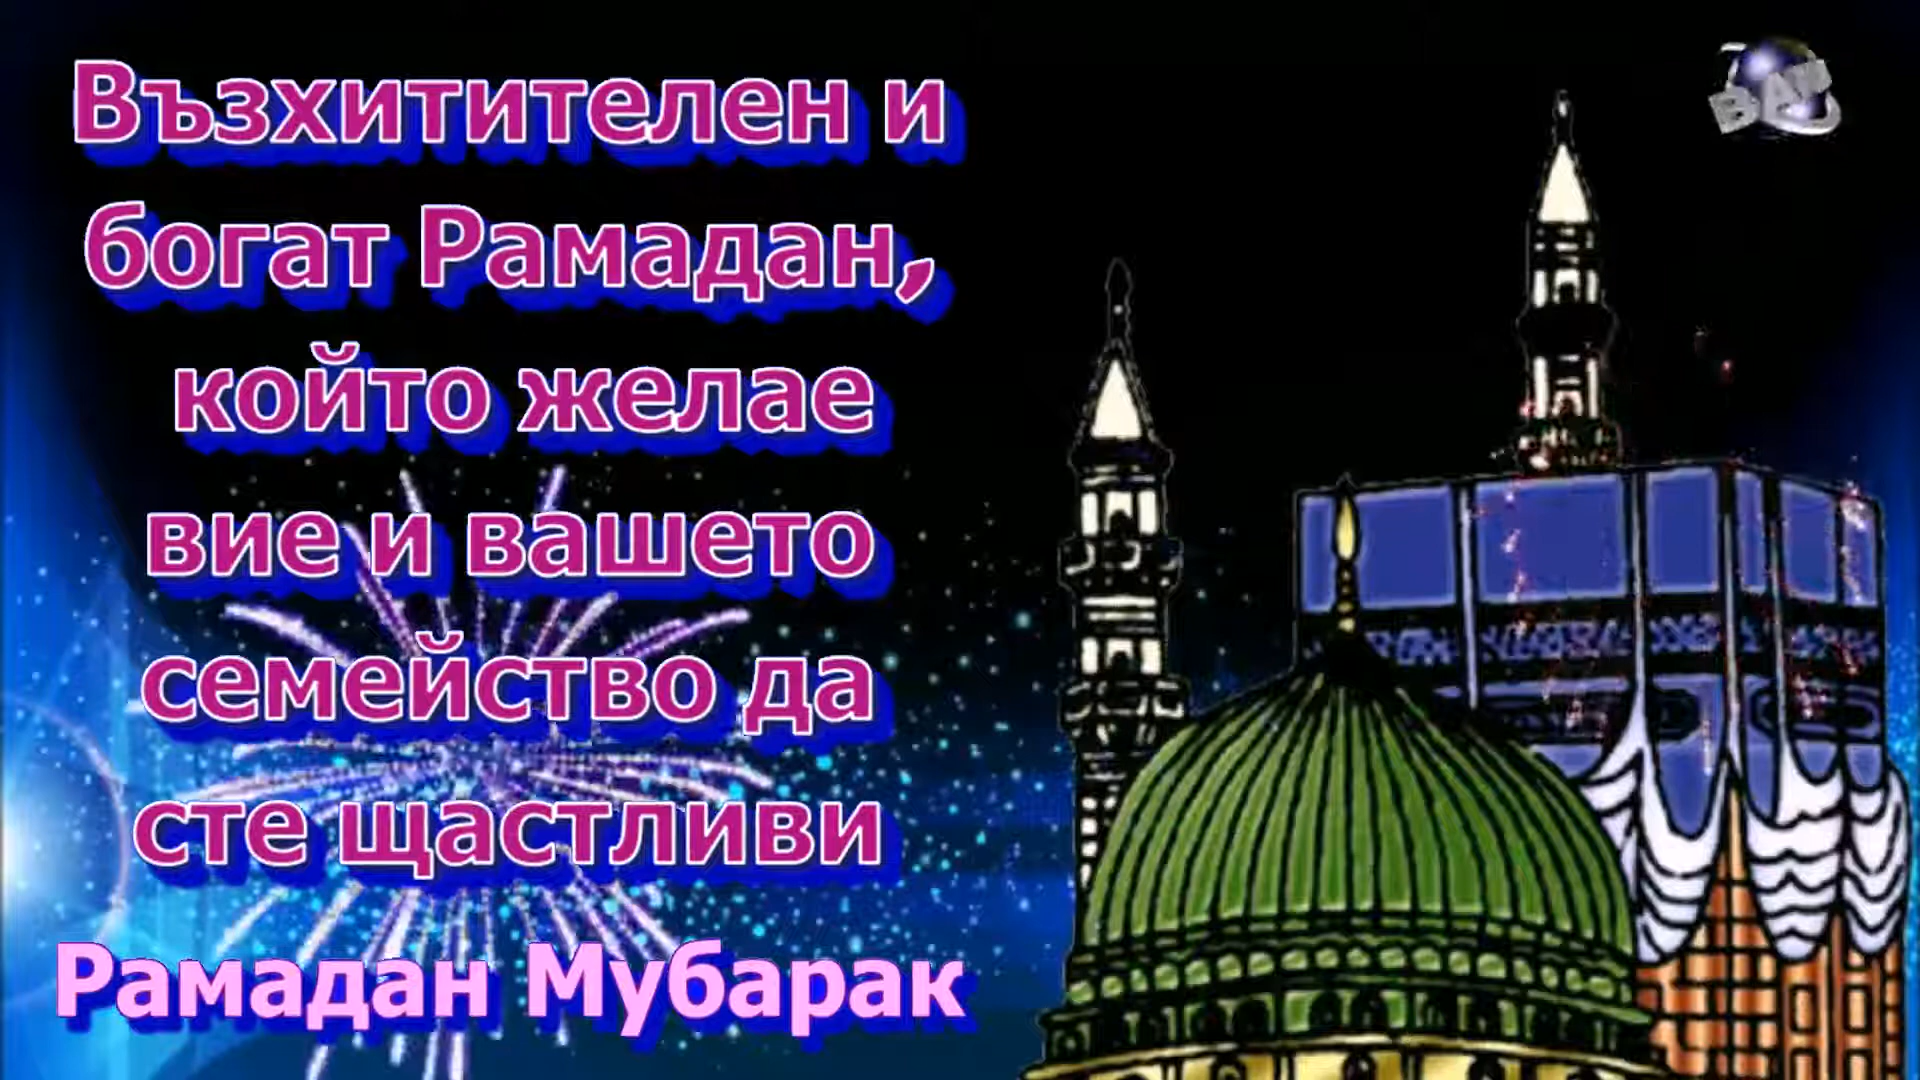 Възхитителен и
богат Рамадан,
който желае
вие и вашето
семейство да
сте щастливи
Рамадан Мубарак